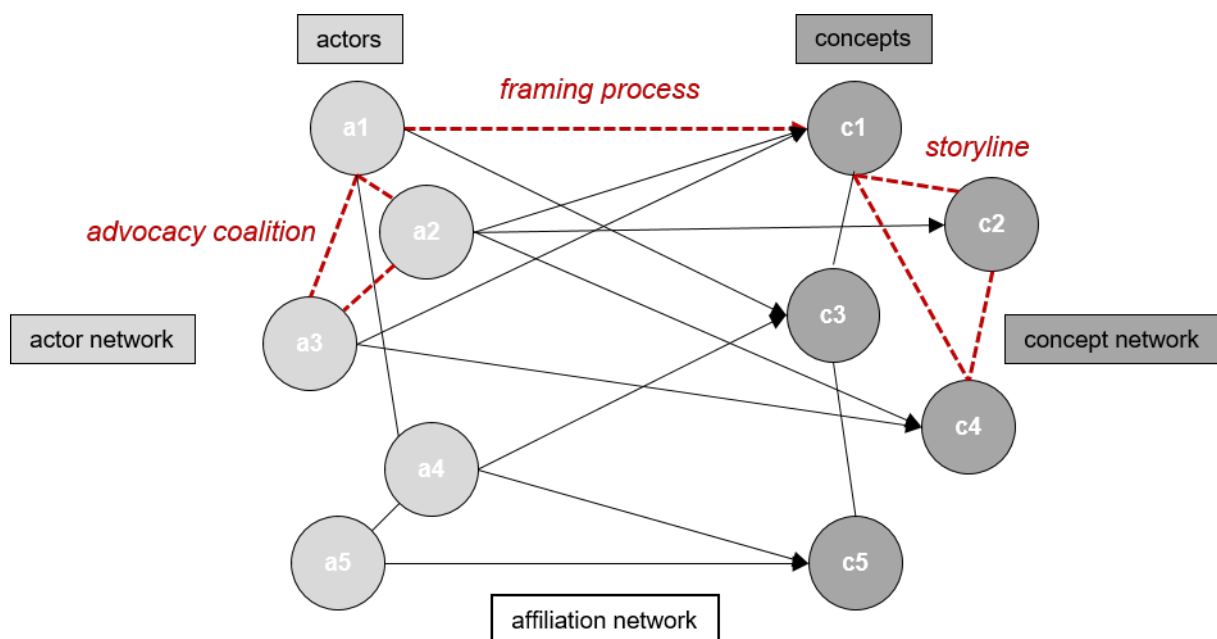 actors
concepts
framing process
a1
c1
storyline
a2
c2
advocacy coalition
c3
actor network
a3
concept network
c4
a4
a5
c5
affiliation network